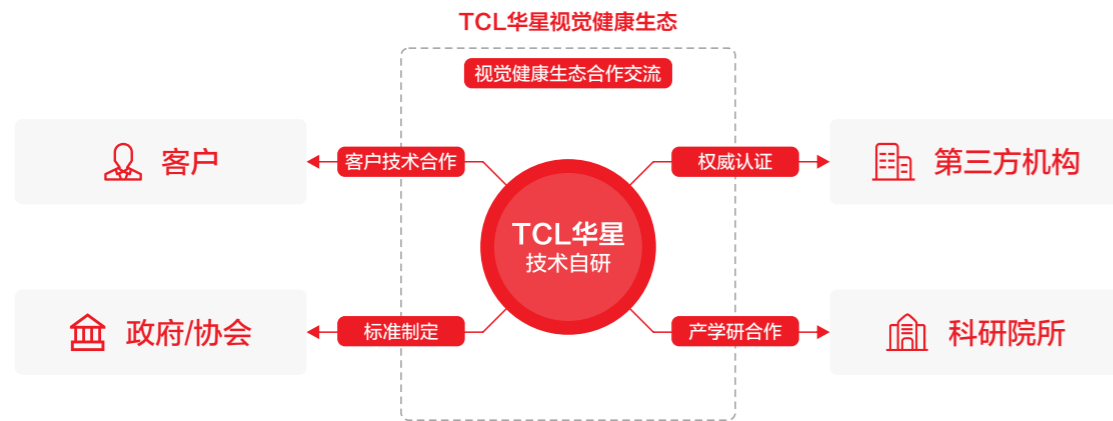 TCL华星视觉健康生态
视觉健康生态合作交流
客户
客户技术合作
权威认证
第三方机构
TCL华星
技术自研
政府/协会
标准制定
产学研合作
科研院所